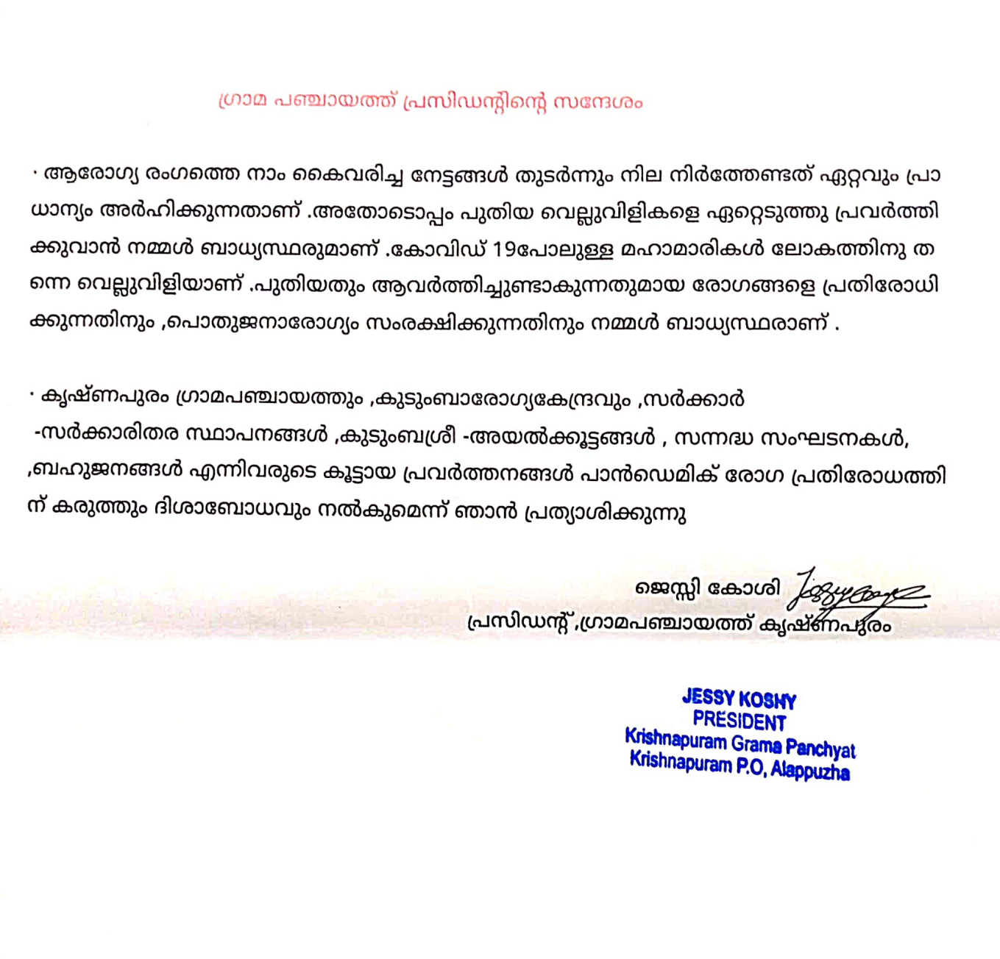 ഗ്രാമ പഞ്ചായത്ത് പ്രസിഡന്റിന്റെ സന്ദേശം
· ആരോഗ്യ രംഗത്തെ നാം കൈവരിച്ച നേട്ടങ്ങൾ തുടർന്നും നില നിർത്തേണ്ടത് ഏറ്റവും പ്രാ
ധാന്യം അർഹിക്കുന്നതാണ് .അതോടൊപ്പം പുതിയ വെല്ലുവിളികളെ ഏറ്റെടുത്തു പ്രവർത്തി
ക്കുവാൻ നമ്മൾ ബാധ്യസ്ഥരുമാണ് .കോവിഡ് 19പോലുള്ള മഹാമാരികൾ ലോകത്തിനു ത
ന്നെ വെല്ലുവിളിയാണ് .പുതിയതും ആവർത്തിച്ചുണ്ടാകുന്നതുമായ രോഗങ്ങളെ പ്രതിരോധി
ക്കുന്നതിനും ,പൊതുജനാരോഗ്യം സംരക്ഷിക്കുന്നതിനും നമ്മൾ ബാധ്യസ്ഥരാണ് .
· കൃഷ്ണപുരം ഗ്രാമപഞ്ചായത്തും ,കുടുംബാരോഗ്യകേന്ദ്രവും ,സർക്കാർ
-സർക്കാരിതര സ്ഥാപനങ്ങൾ ,കുടുംബശ്രീ -അയൽക്കൂട്ടങ്ങൾ , സന്നദ്ധ സംഘടനകൾ,
,ബഹുജനങ്ങൾ എന്നിവരുടെ കൂട്ടായ പ്രവർത്തനങ്ങൾ പാൻഡെമിക് രോഗ പ്രതിരോധത്തി
ന് കരുത്തും ദിശാബോധവും നൽകുമെന്ന് ഞാൻ പ്രത്യാശിക്കുന്നു
ജെസ്സി കോശി
പ്രസിഡന്റ് ,ഗ്രാമപഞ്ചായത്ത് കൃഷ്ണപുരം
JESSY KOSHY
PRESIDENT
Krishnapuram Grama Panchyat
Krishnapuram P.O, Alappuzha